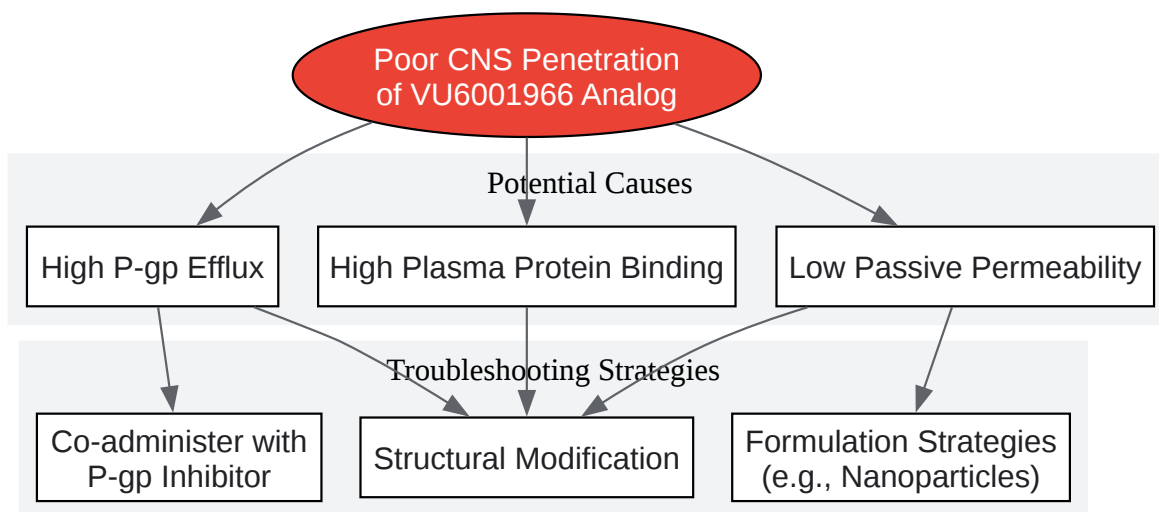 Poor CNS Penetration
of VU6001966 Analog
Potential Causes
High P-gp Efflux
High Plasma Protein Binding
Low Passive Permeability
Troubleshooting Strategies
Co-administer with
P-gp Inhibitor
Structural Modification
Formulation Strategies
(e.g., Nanoparticles)